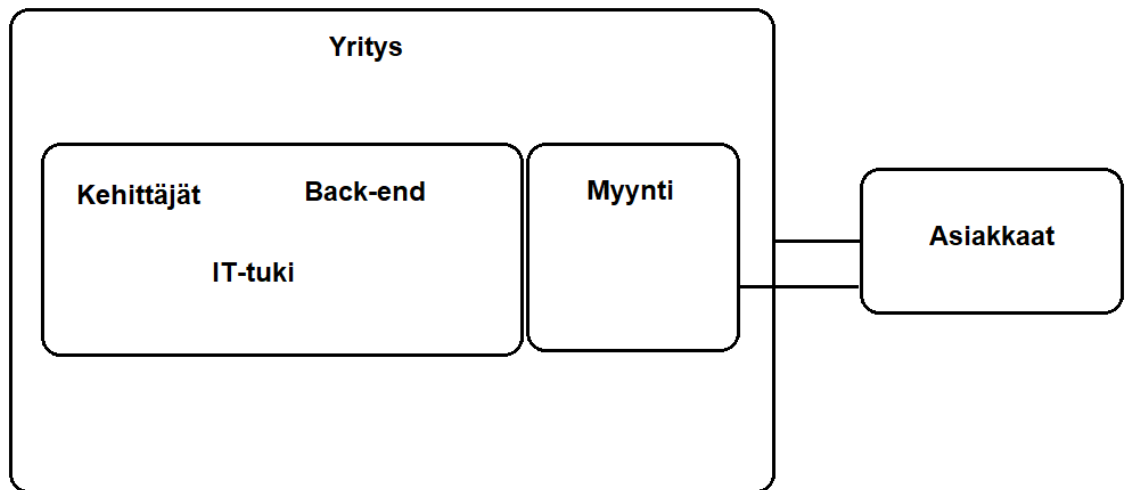 Yritys
Kehittäjät
Back-end
Myynti
IT-tuki
Asiakkaat